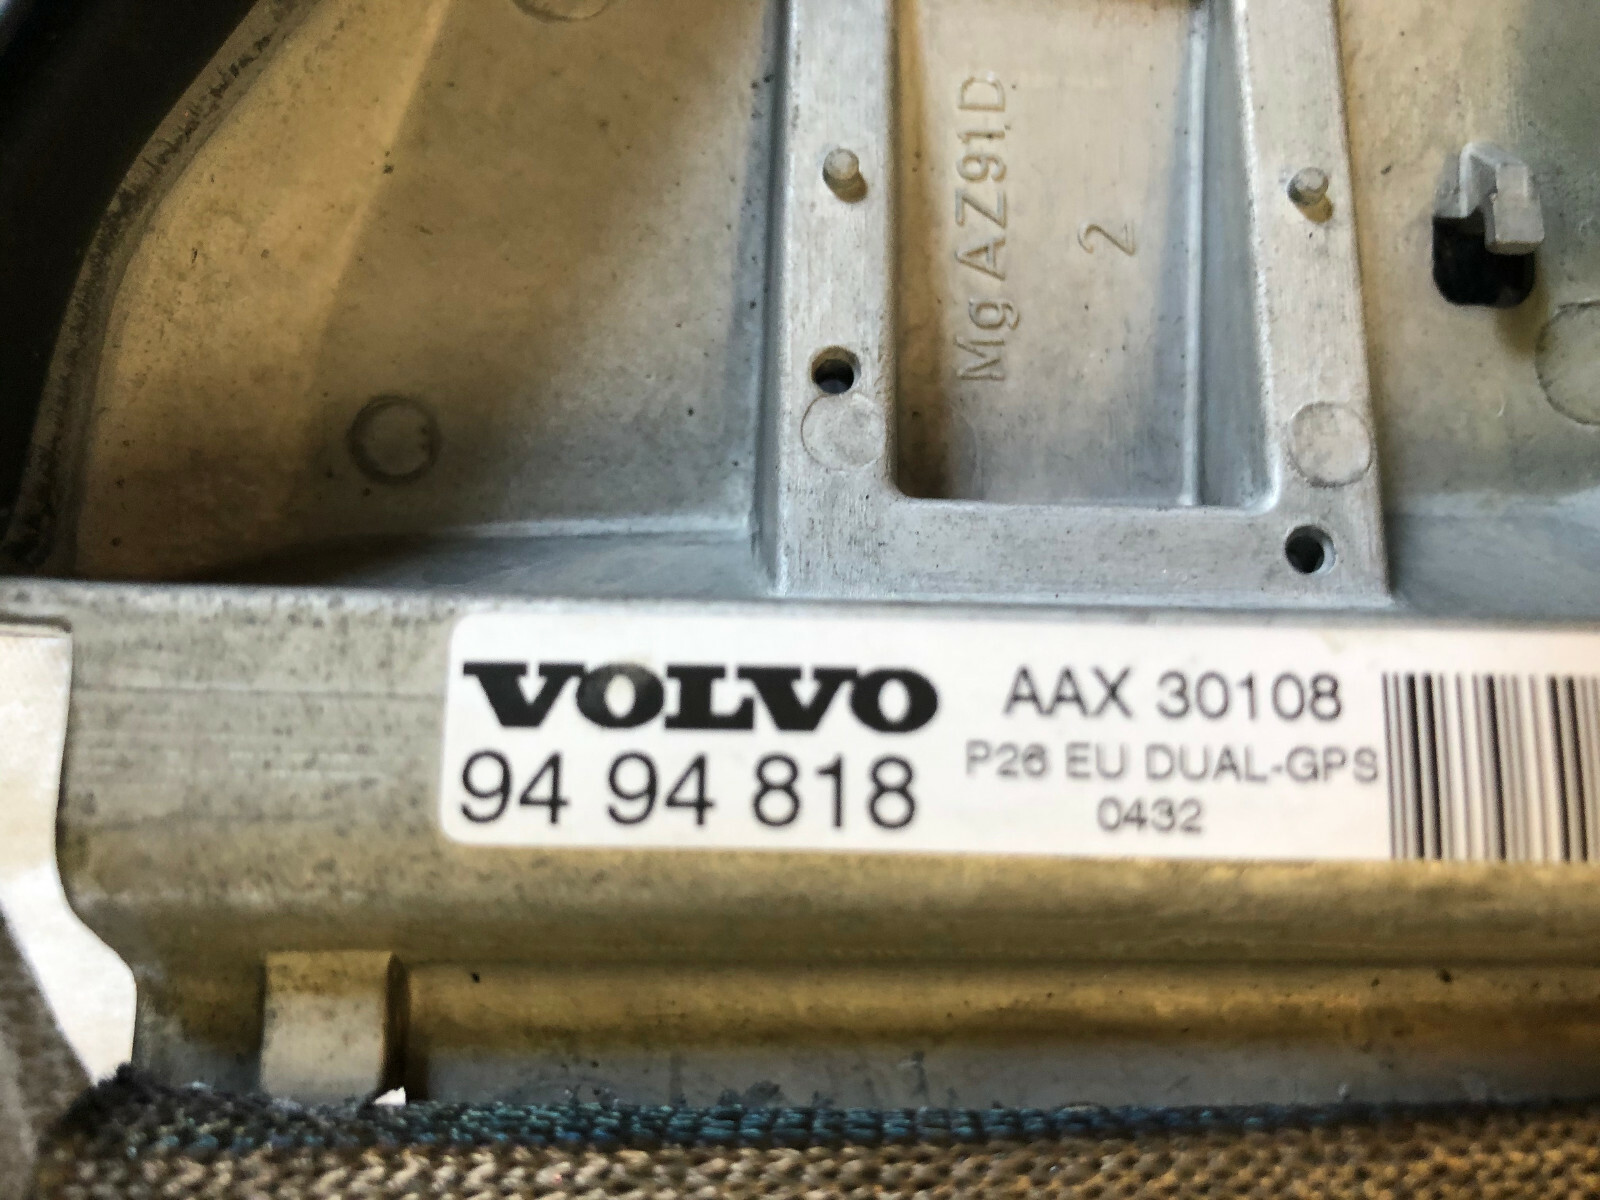 Mg AZ91D
2
VOLVO
94 94 818
AAX 30108
P26 EU DUAL-GPS
0432